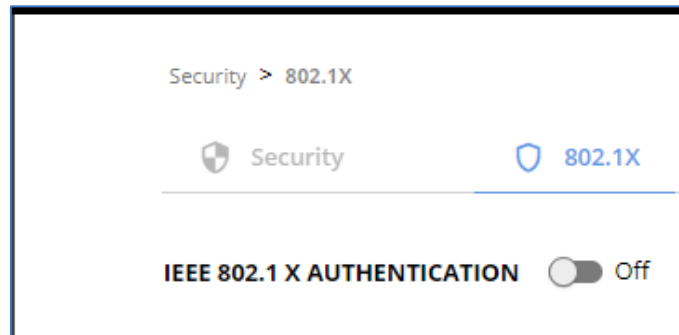 Security > 802.1X
Security 802.1X
IEEE 802.1 X AUTHENTICATION Off